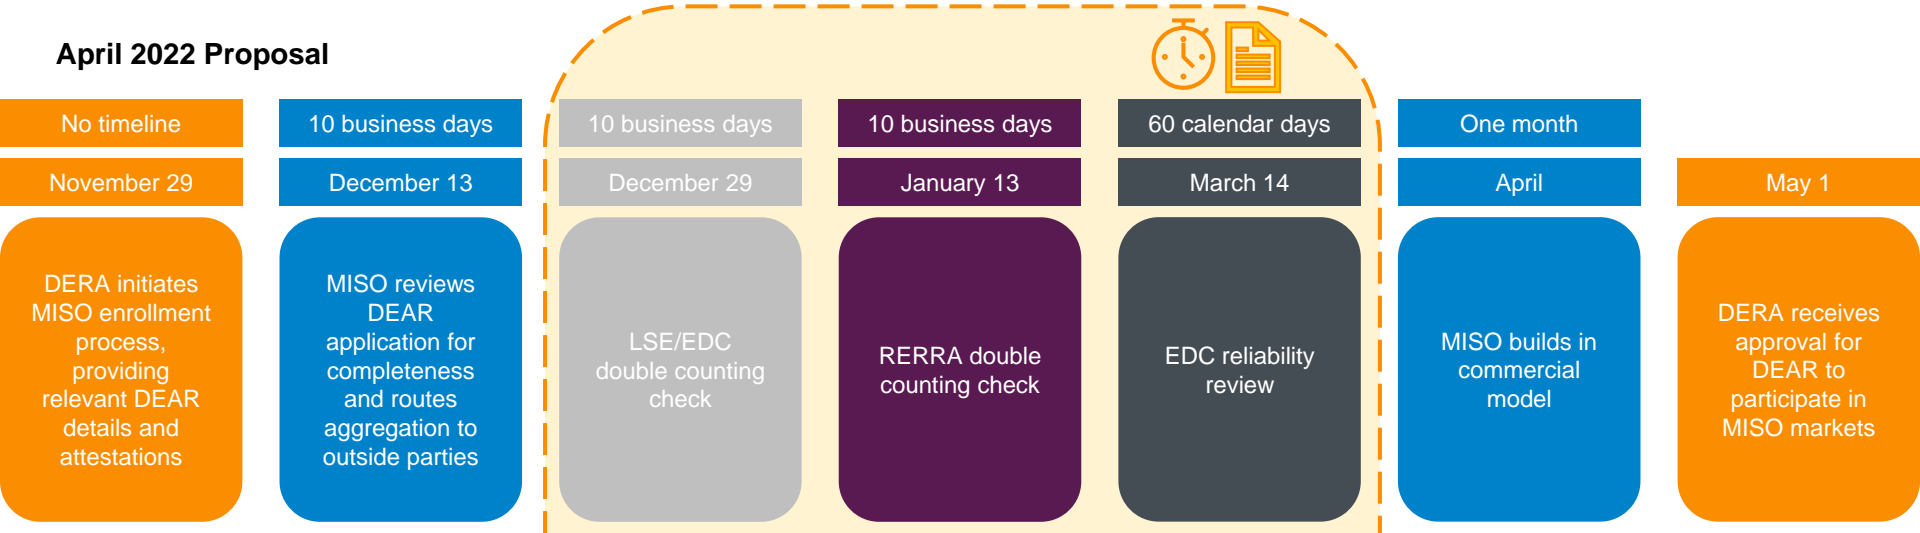 April 2022 Proposal
No timeline
10 business days
10 business days
10 business days
60 calendar days
One month
November 29
December 13
December 29
January 13
March 14
April
May 1
DERA initiates
MISO enrollment
process,
providing
relevant DEAR
details and
attestations
MISO reviews
DEAR
application for
completeness
and routes
aggregation to
outside parties
LSE/EDC
double counting
check
RERRA double
counting check
EDC reliability
review
MISO builds in
commercial
model
DERA receives
approval for
DEAR to
participate in
MISO markets